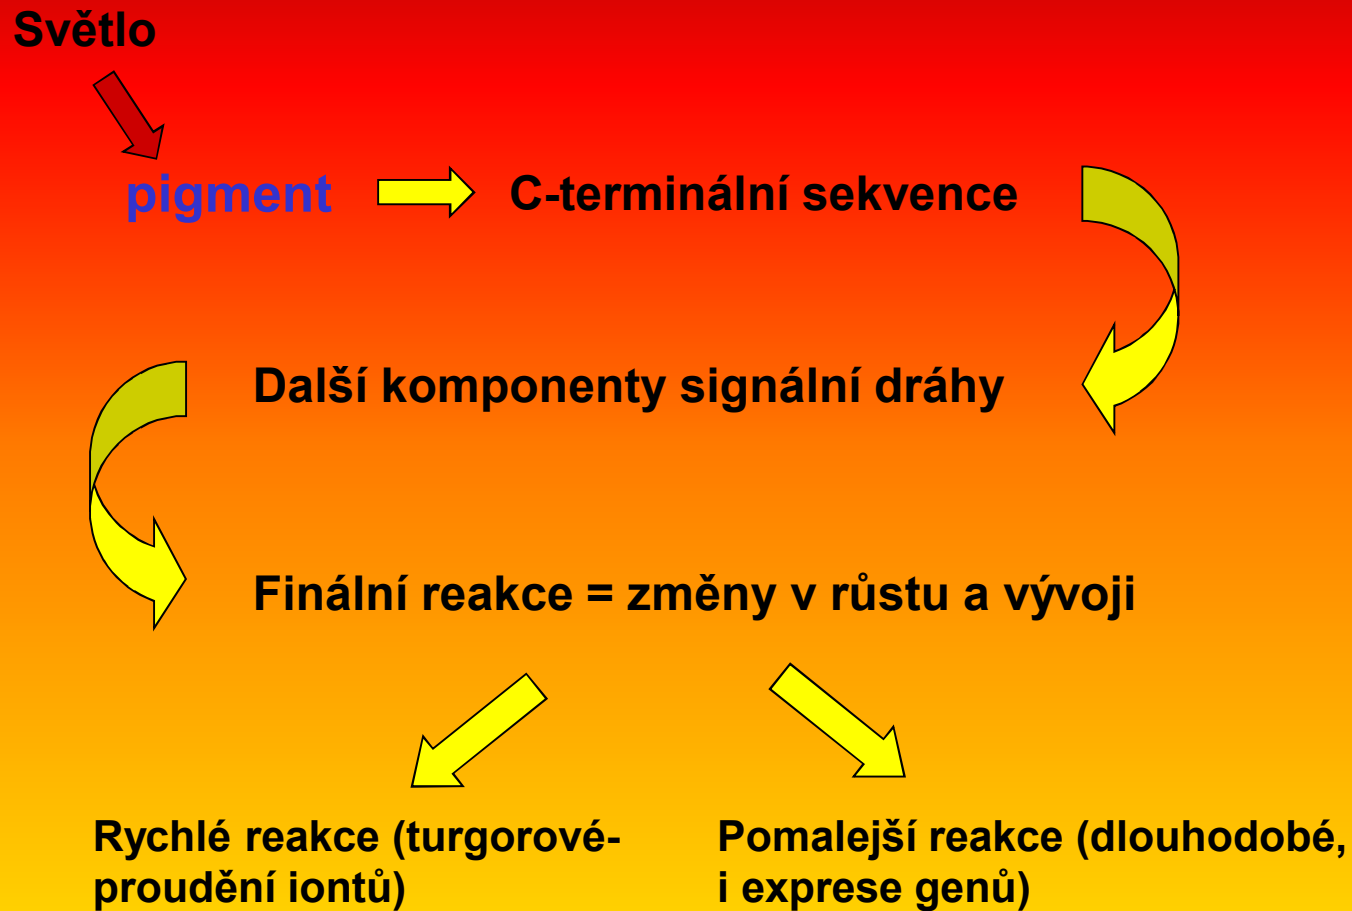 Světlo
pigment
C-terminální sekvence
Další komponenty signální dráhy
Finální reakce = změny v růstu a vývoji
Rychlé reakce (turgorové-
proudění iontů)
Pomalejší reakce (dlouhodobé,
i exprese genů)